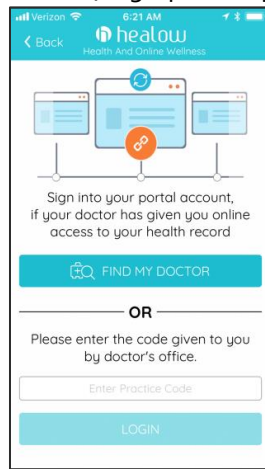 Verizon 6:21 AM
Back healow
Health And Online Wellness
Sign into your portal account,
if your doctor has given you online
access to your health record
FIND MY DOCTOR
OR
Please enter the code given to you
by doctor's office.
Enter Practice Code
LOGIN